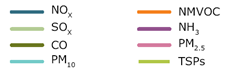 NOₓ
SOₓ
CO
PM₁₀
NMVOC
NH₃
PM₂.₅
TSPs